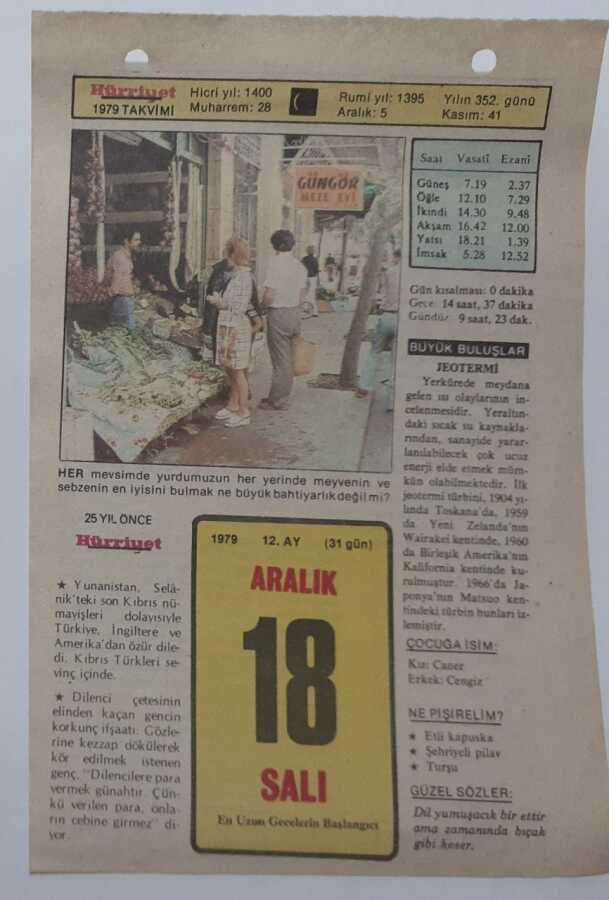 Hürriyet
1979 TAKVİMİ
Hicri yıl: 1400
Muharrem: 28
Rumi yıl: 1395
Aralık: 5
Yılın 352. günü
Kasım: 41
GÜNGÖR
MEZE EVİ
HER mevsimde yurdumuzun her yerinde meyvenin ve
sebzenin en iyisini bulmak ne büyük bahtiyarlık değil mi?
Saat Vasatî Ezanî
Güneş 7.19 2.37
Öğle 12.10 7.29
İkindi 14.30 9.48
Akşam 16.42 12.00
Yatsı 18.21 1.39
İmsak 5.28 12.52
Gün kısalması: 0 dakika
Gece: 14 saat, 37 dakika
Gündüz: 9 saat, 23 dak.
BÜYÜK BULUŞLAR
JEOTERMİ
Yerkürede meydana
gelen ısı olaylarının in-
celenmesidir. Yeraltın-
daki sıcak su kaynakla-
rından, sanayide yarar-
lanılabilecek çok ucuz
enerji elde etmek müm-
kün olabilmektedir. İlk
jeotermi türbini, 1904 yı-
lında Toskana'da, 1959
da Yeni Zelanda'nın
Wairakei kentinde, 1960
da Birleşik Amerika'nın
Kalifornia kentinde ku-
rulmuştur. 1966'da Ja-
ponya'nın Matsuo ken-
tindeki türbin bunları iz-
lemiştir.
ÇOCUĞA İSİM:
Kız: Caner
Erkek: Cengiz
NE PİŞİRELİM?
★ Etli kapuska
★ Şehriyeli pilav
★ Turşu
GÜZEL SÖZLER:
Dil yumuşacık bir ettir
ama zamanında bıçak
gibi keser.
25 YIL ÖNCE
Hürriyet
★ Yunanistan, Selâ-
nik'teki son Kıbrıs nü-
mayişleri dolayısiyle
Türkiye, İngiltere ve
Amerika'dan özür dile-
di. Kıbrıs Türkleri se-
vinç içinde.
★ Dilenci çetesinin
elinden kaçan gencin
korkunç ifşaatı: Gözle-
rine kezzap dökülerek
kör edilmek istenen
genç, "Dilencilere para
vermek günahtır. Çün-
kü verilen para, onla-
rın cebine girmez" di-
yor.
1979 12. AY (31 gün)
ARALIK
18
SALI
En Uzun Gecelerin Başlangıcı